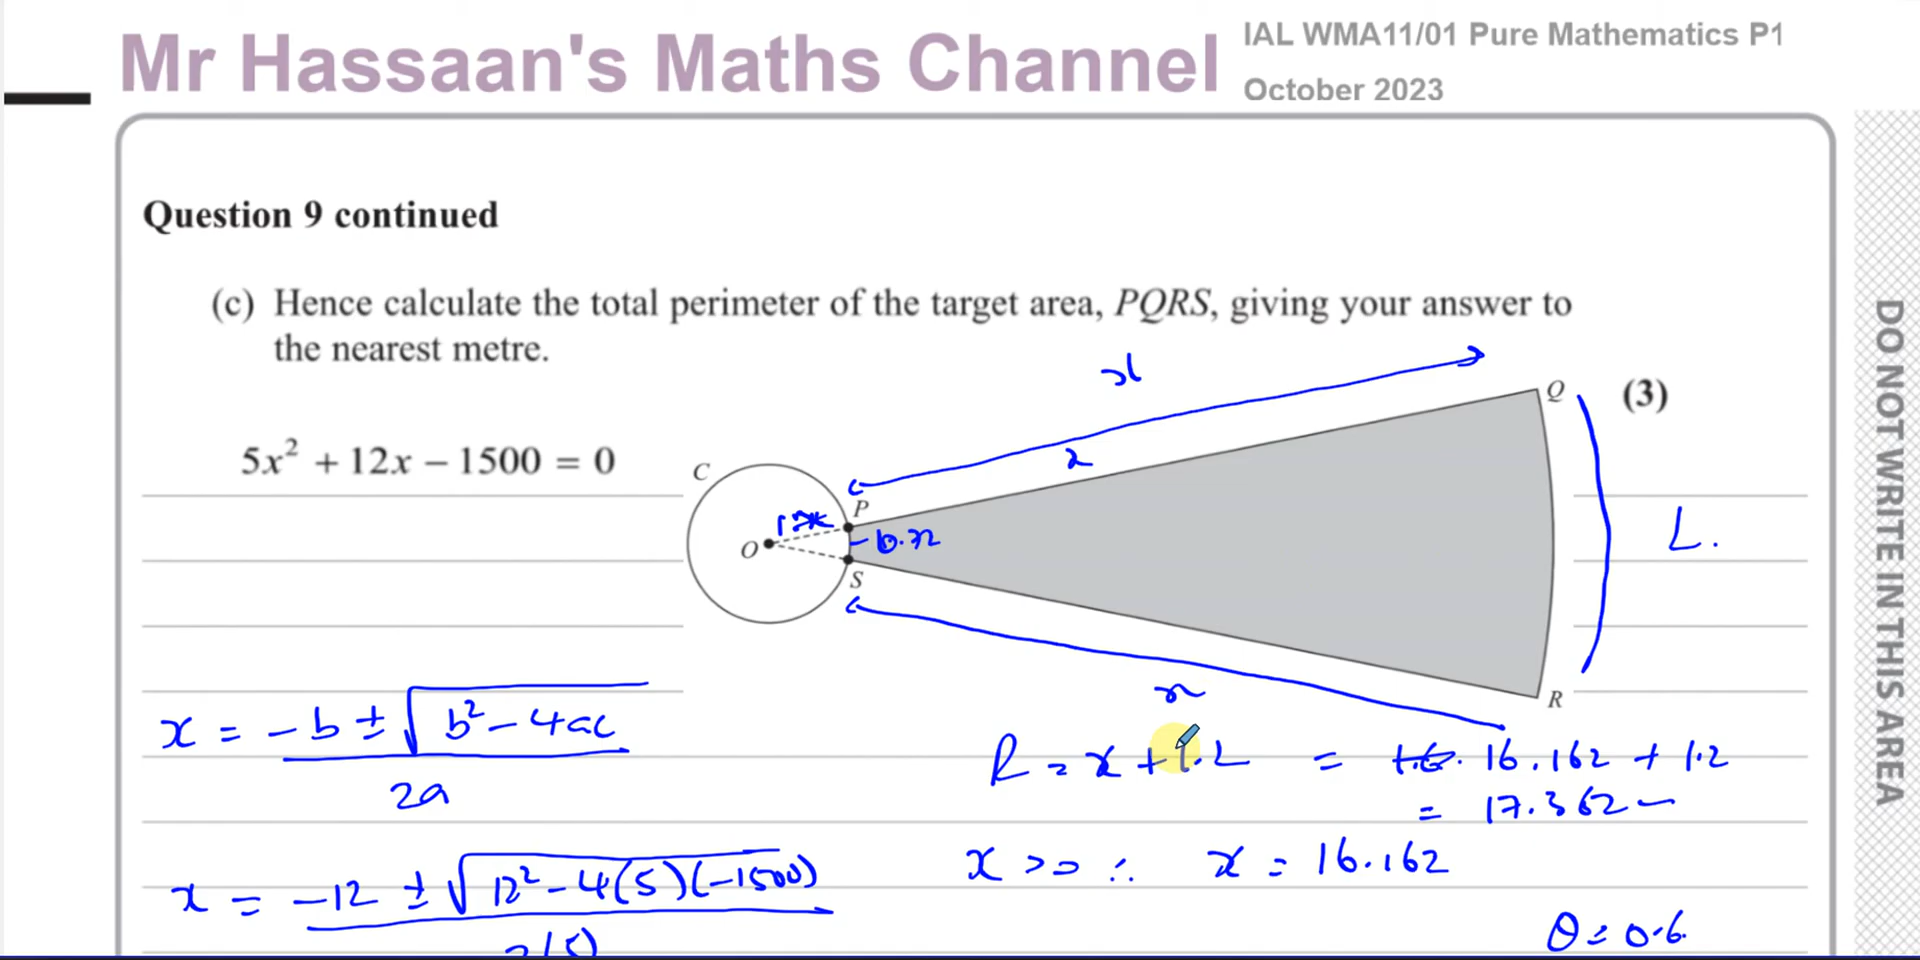 Mr Hassaan's Maths Channel
IAL WMA11/01 Pure Mathematics P1
October 2023
Question 9 continued
(c) Hence calculate the total perimeter of the target area, PQRS, giving your answer to
the nearest metre.
(3)
x
5x² + 12x – 1500 = 0
C
Q
x
P
O
S
L.
R
x
x = -b ± √b² - 4ac
2a
R = x + 1.2 = 16.162 + 1.2
= 17.362
x = -12 ± √12² - 4(5)(-1500)
2(5)
x > 0 ∴ x = 16.162
θ = 0.6
DO NOT WRITE IN THIS AREA